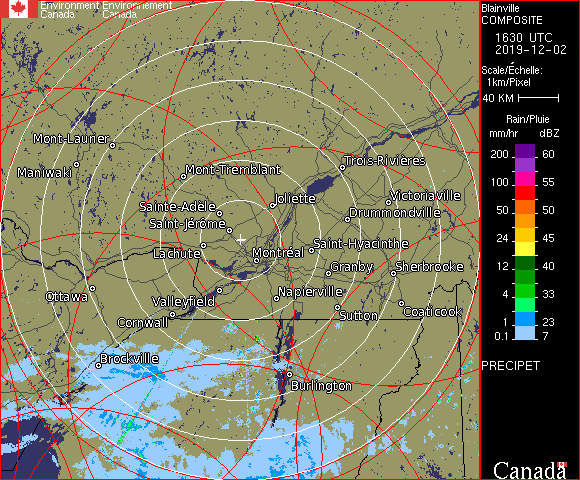 Environment Environnement
Canada Canada
Blainville
COMPOSITE
1630 UTC
2019-12-02
Scale/Échelle:
1km/Pixel
40 KM
Rain/Pluie
mm/hr dBZ
200 60
100 55
50 50
24 45
12 40
4 33
1 23
0.1 7
PRECIPET
Canada
Mont-Laurier
Maniwaki
Mont-Tremblant
Trois-Rivières
Joliette
Victoriaville
Sainte-Adèle
Drummondville
Saint-Jérôme
Saint-Hyacinthe
Lachute
Montréal
Granby
Sherbrooke
Ottawa
Valleyfield
Napierville
Cornwall
Sutton
Coaticook
Brockville
Burlington